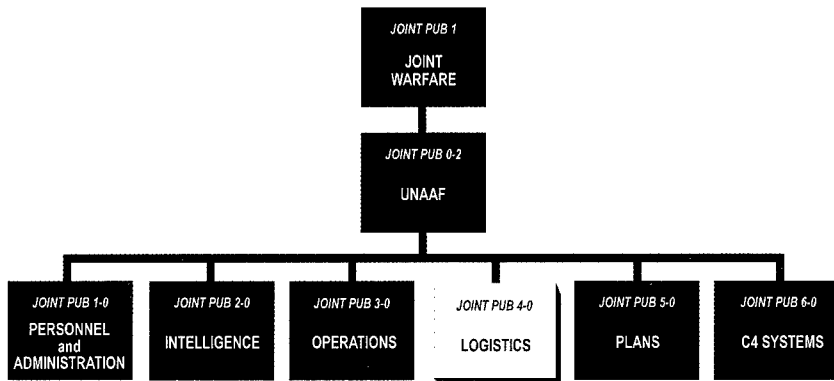 JOINT PUB 1
JOINT
WARFARE
JOINT PUB 0-2
UNAAF
JOINT PUB 1-0
PERSONNEL
and
ADMINISTRATION
JOINT PUB 2-0
INTELLIGENCE
JOINT PUB 3-0
OPERATIONS
JOINT PUB 4-0
LOGISTICS
JOINT PUB 5-0
PLANS
JOINT PUB 6-0
C4 SYSTEMS